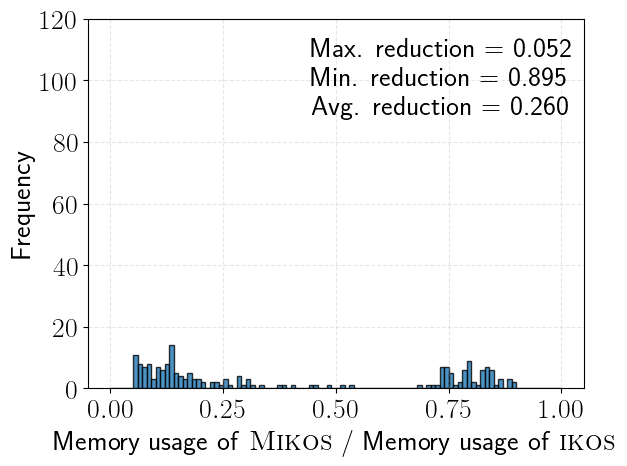 120
100
80
60
40
20
0
Frequency
Max. reduction = 0.052
Min. reduction = 0.895
Avg. reduction = 0.260
0.00 0.25 0.50 0.75 1.00
Memory usage of MIKOS / Memory usage of IKOS